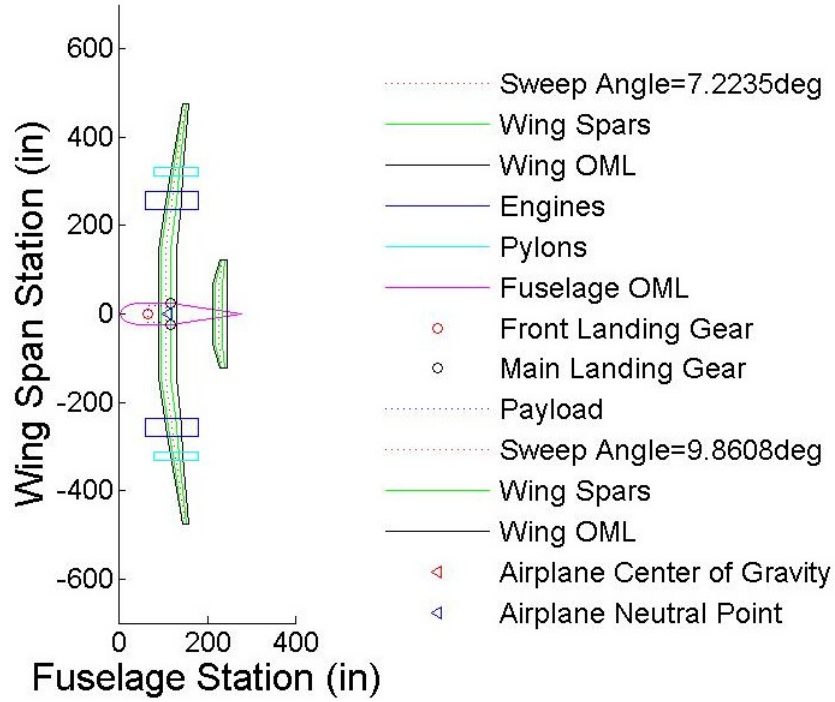 Wing Span Station (in)
600
400
200
0
-200
-400
-600
0 200 400
Fuselage Station (in)
Sweep Angle=7.2235deg
Wing Spars
Wing OML
Engines
Pylons
Fuselage OML
Front Landing Gear
Main Landing Gear
Payload
Sweep Angle=9.8608deg
Wing Spars
Wing OML
Airplane Center of Gravity
Airplane Neutral Point